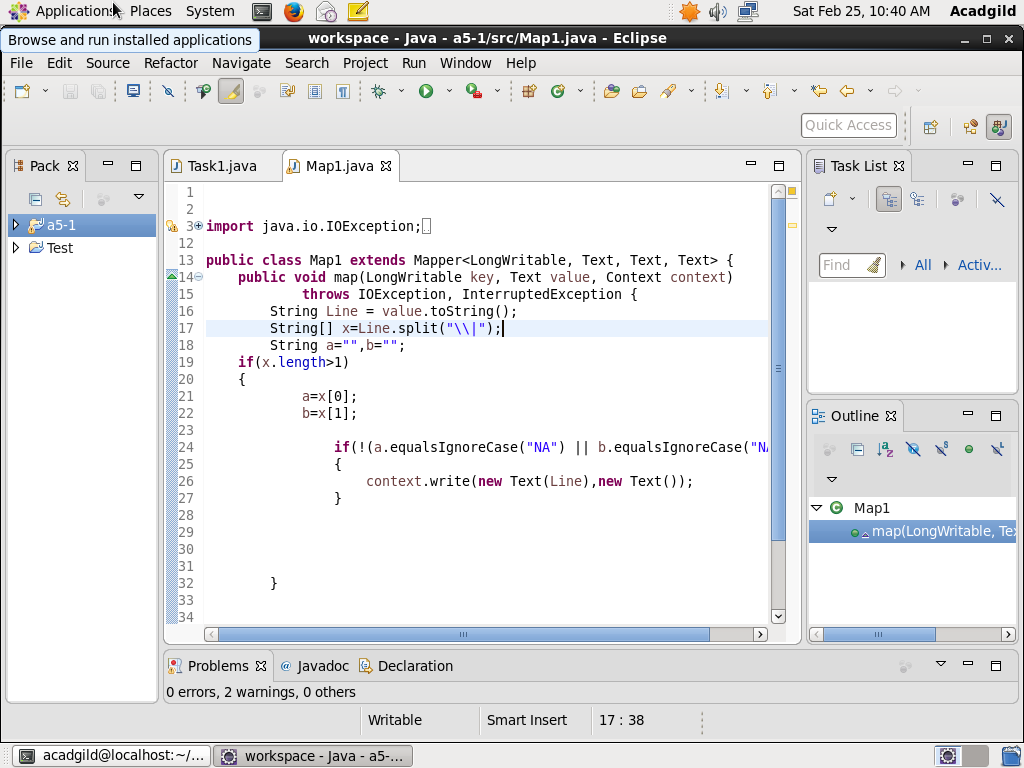 Applications Places System Sat Feb 25, 10:40 AM Acadgild
Browse and run installed applications
workspace - Java - a5-1/src/Map1.java - Eclipse
File Edit Source Refactor Navigate Search Project Run Window Help
Quick Access
Pack
a5-1
Test
Task1.java Map1.java
1
2
3 import java.io.IOException;
12
13 public class Map1 extends Mapper<LongWritable, Text, Text, Text> {
14 public void map(LongWritable key, Text value, Context context)
15 throws IOException, InterruptedException {
16 String Line = value.toString();
17 String[] x=Line.split("\\|");
18 String a="",b="";
19 if(x.length>1)
20 {
21 a=x[0];
22 b=x[1];
23
24 if(!(a.equalsIgnoreCase("NA") || b.equalsIgnoreCase("NA
25 {
26 context.write(new Text(Line),new Text());
27 }
28
29
30
31
32 }
33
34
Task List
Find All Activ...
Outline
Map1
map(LongWritable, Tex
Problems @ Javadoc Declaration
0 errors, 2 warnings, 0 others
Writable Smart Insert 17 : 38
acadgild@localhost:~/... workspace - Java - a5-...